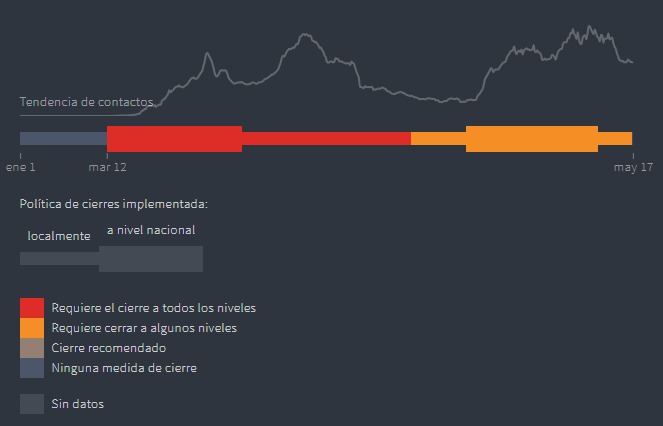 Tendencia de contactos
ene 1
mar 12
may 17
Política de cierres implementada:
localmente
a nivel nacional
Requiere el cierre a todos los niveles
Requiere cerrar a algunos niveles
Cierre recomendado
Ninguna medida de cierre
Sin datos